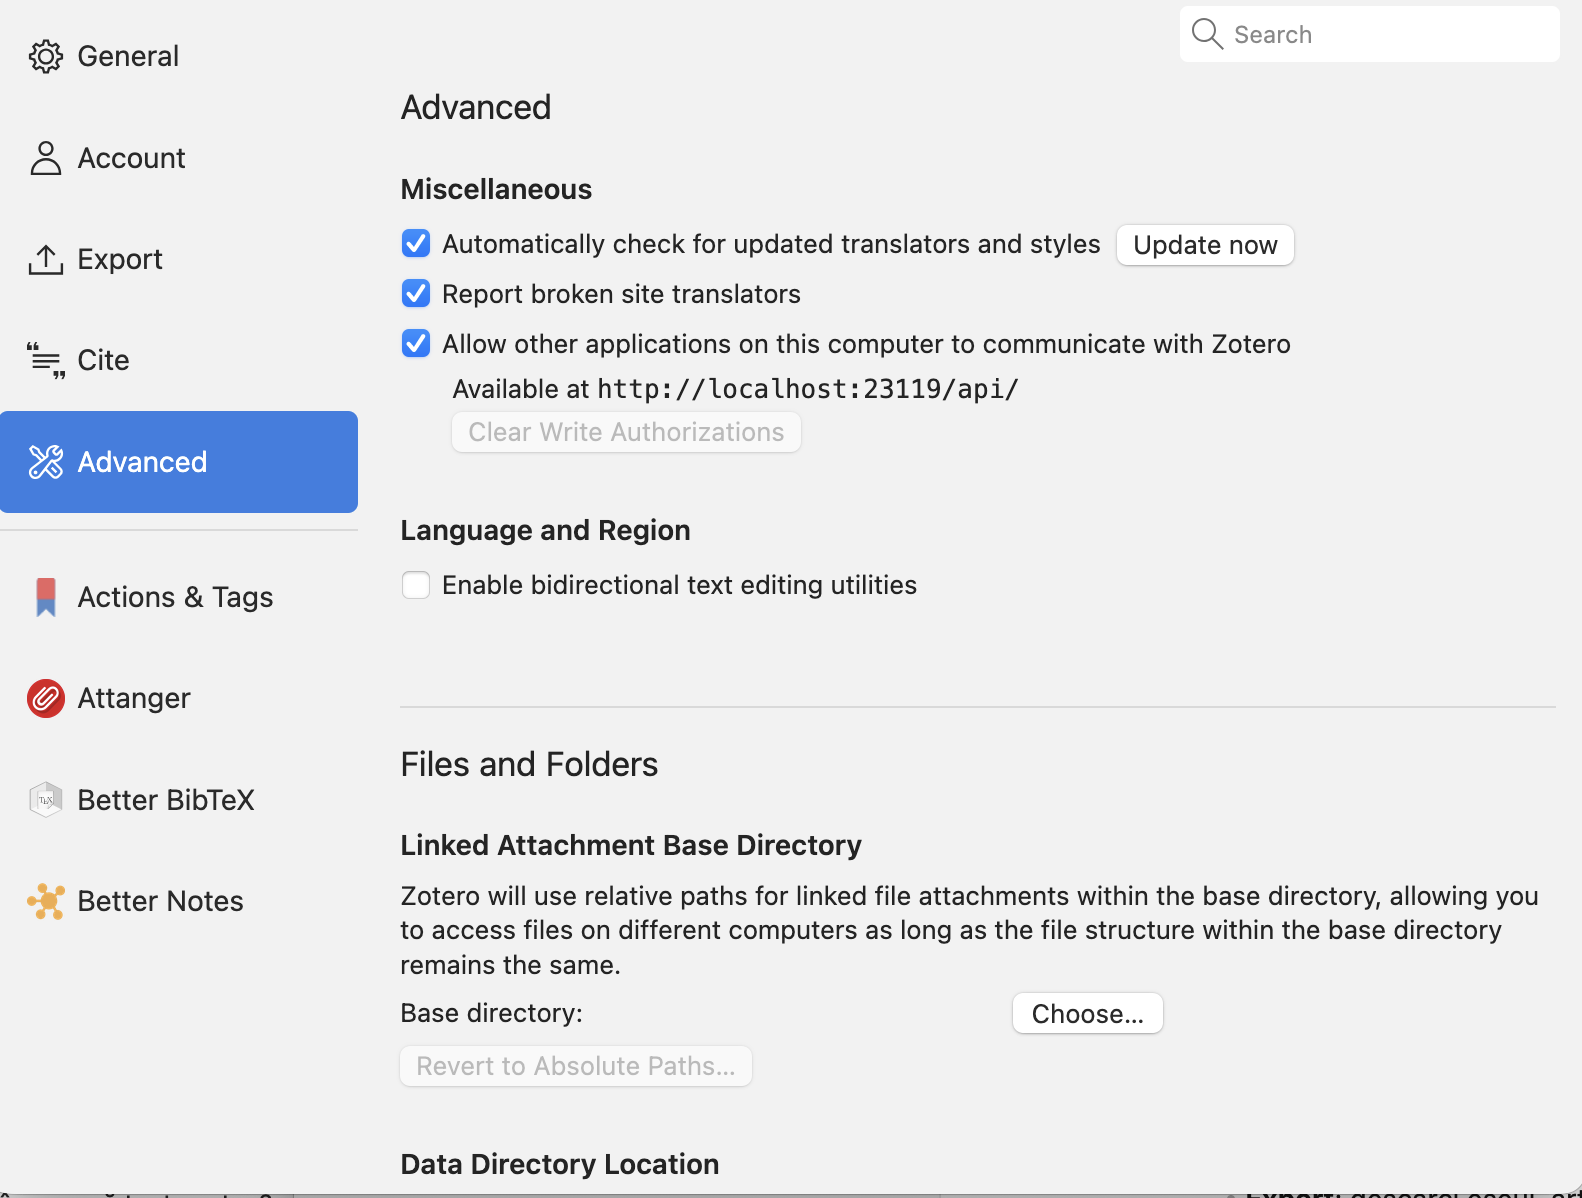 General
Account
Export
Cite
Advanced
Actions & Tags
Attanger
Better BibTeX
Better Notes
Search
Advanced
Miscellaneous
Automatically check for updated translators and styles Update now
Report broken site translators
Allow other applications on this computer to communicate with Zotero
Available at http://localhost:23119/api/
Clear Write Authorizations
Language and Region
Enable bidirectional text editing utilities
Files and Folders
Linked Attachment Base Directory
Zotero will use relative paths for linked file attachments within the base directory, allowing you
to access files on different computers as long as the file structure within the base directory
remains the same.
Base directory: Choose...
Revert to Absolute Paths...
Data Directory Location